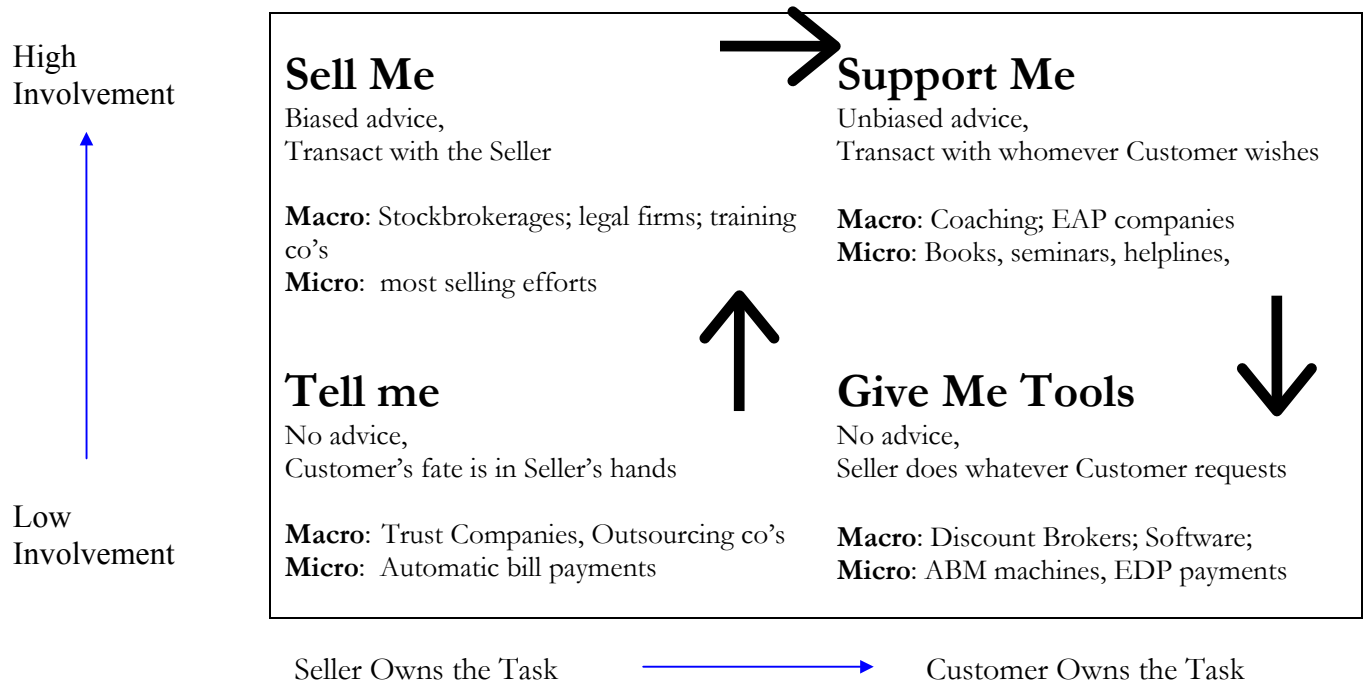 High
Involvement
Sell Me
Biased advice,
Transact with the Seller
Macro: Stockbrokerages; legal firms; training
co's
Micro:  most selling efforts
Support Me
Unbiased advice,
Transact with whomever Customer wishes
Macro: Coaching; EAP companies
Micro: Books, seminars, helplines,
Tell me
No advice,
Customer’s fate is in Seller’s hands
Macro:  Trust Companies, Outsourcing co’s
Micro:  Automatic bill payments
Give Me Tools
No advice,
Seller does whatever Customer requests
Macro: Discount Brokers; Software;
Micro: ABM machines, EDP payments
Low
Involvement
Seller Owns the Task
Customer Owns the Task